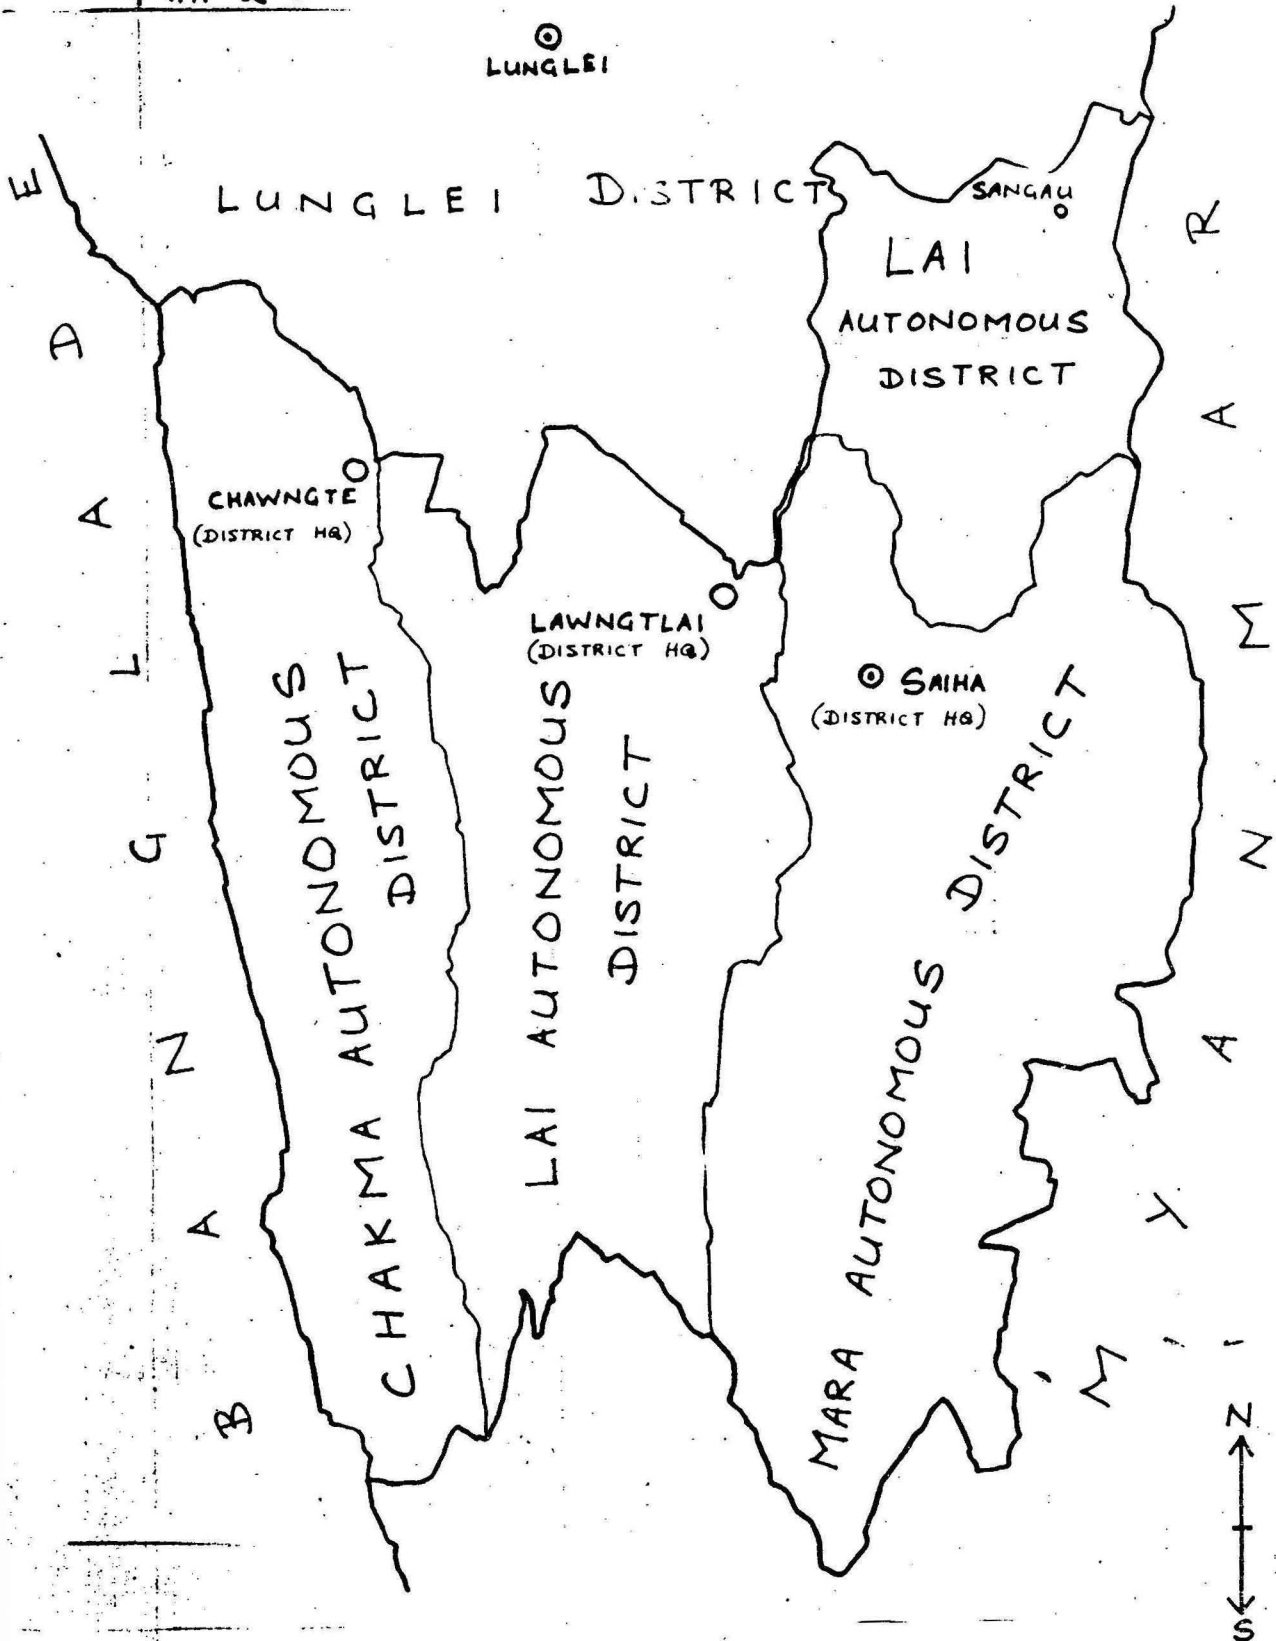 LUNGLEI
LUNGLEI DISTRICT
SANGAU
LAI
AUTONOMOUS
DISTRICT
CHAWNGTE
(DISTRICT HQ)
LAWNGTLAI
(DISTRICT HQ)
SAIHA
(DISTRICT HQ)
CHAKMA AUTONOMOUS
DISTRICT
LAI AUTONOMOUS
DISTRICT
MARA AUTONOMOUS DISTRICT
BANGLADE
MYANMAR
N
S